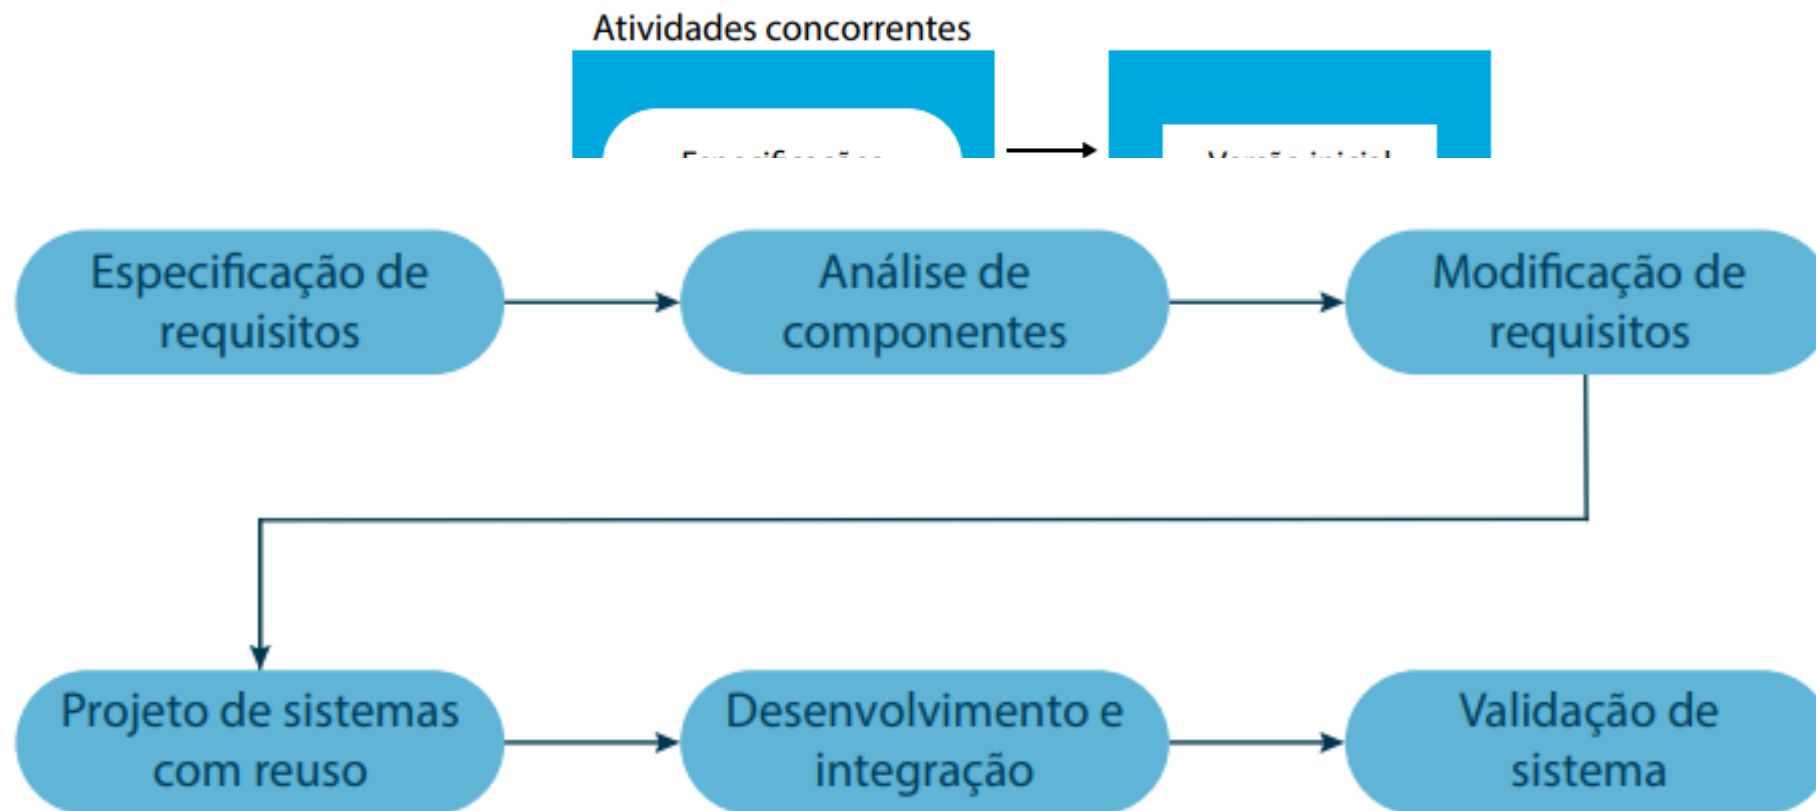 Atividades concorrentes
Especificação de
requisitos
Análise de
componentes
Modificação de
requisitos
Projeto de sistemas
com reuso
Desenvolvimento e
integração
Validação de
sistema